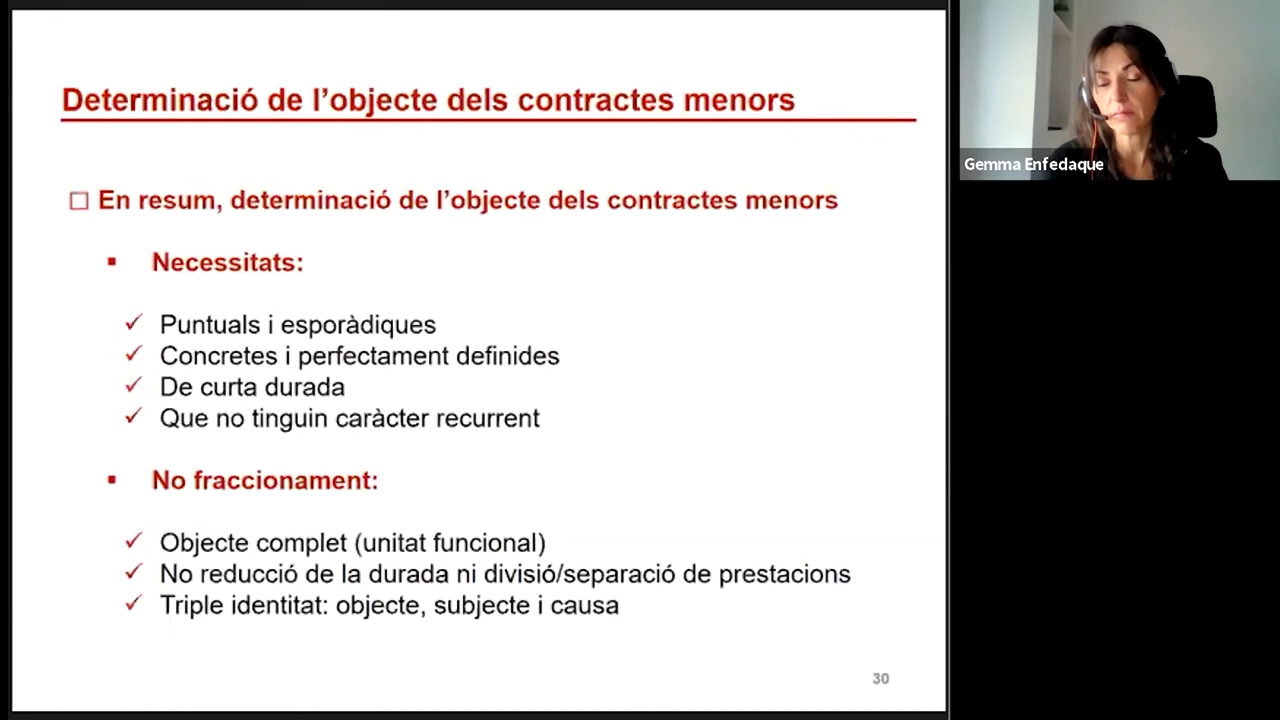 Determinació de l’objecte dels contractes menors
En resum, determinació de l’objecte dels contractes menors
Necessitats:
Puntuals i esporàdiques
Concretes i perfectament definides
De curta durada
Que no tinguin caràcter recurrent
No fraccionament:
Objecte complet (unitat funcional)
No reducció de la durada ni divisió/separació de prestacions
Triple identitat: objecte, subjecte i causa
30
Gemma Enfedaque